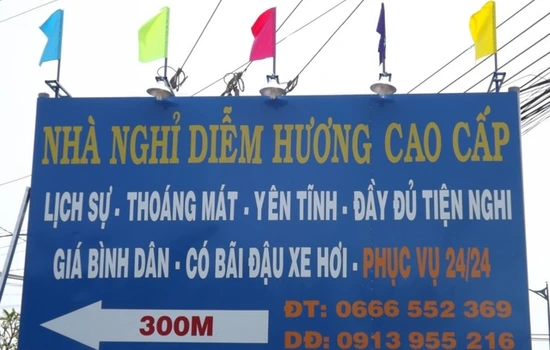 NHÀ NGHỈ DIỄM HƯƠNG CAO CẤP
LỊCH SỰ - THOÁNG MÁT - YÊN TĨNH - ĐẦY ĐỦ TIỆN NGHI
GIÁ BÌNH DÂN - CÓ BÃI ĐẬU XE HƠI - PHỤC VỤ 24/24
300M
ĐT: 0666 552 369
DĐ: 0913 955 216